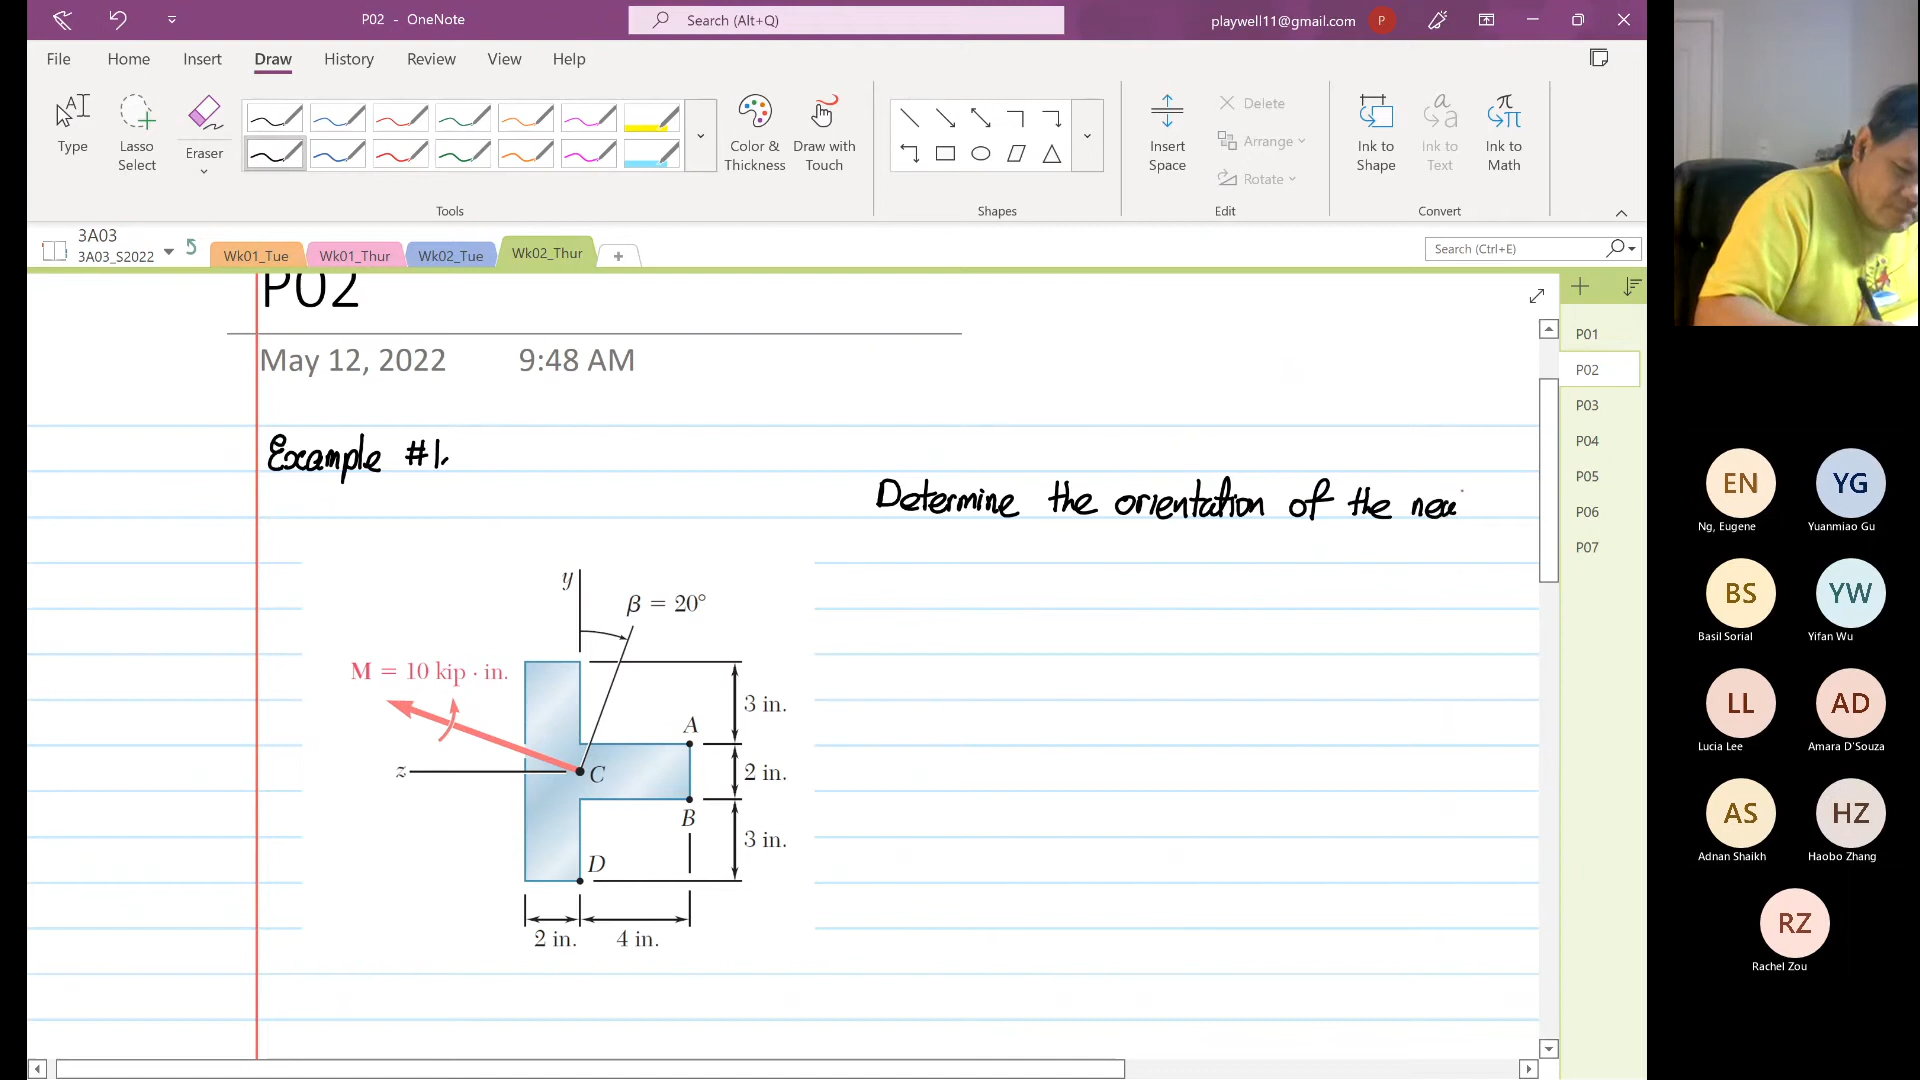 P02 - OneNote
Search (Alt+Q)
playwell11@gmail.com
P
File Home Insert Draw History Review View Help
Type
Lasso Select
Eraser
Color & Thickness
Draw with Touch
Insert Space
Delete
Arrange
Rotate
Ink to Shape
Ink to Text
Ink to Math
Tools
Shapes
Edit
Convert
3A03
3A03_S2022
Wk01_Tue
Wk01_Thur
Wk02_Tue
Wk02_Thur
Search (Ctrl+E)
P02
May 12, 2022 9:48 AM
Example #1.
Determine the orientation of the neu
y
β = 20°
M = 10 kip · in.
3 in.
A
z
C
2 in.
B
3 in.
D
2 in. 4 in.
P01
P02
P03
P04
P05
P06
P07
EN
Ng, Eugene
YG
Yuanmiao Gu
BS
Basil Sorial
YW
Yifan Wu
LL
Lucia Lee
AD
Amara D'Souza
AS
Adnan Shaikh
HZ
Haobo Zhang
RZ
Rachel Zou